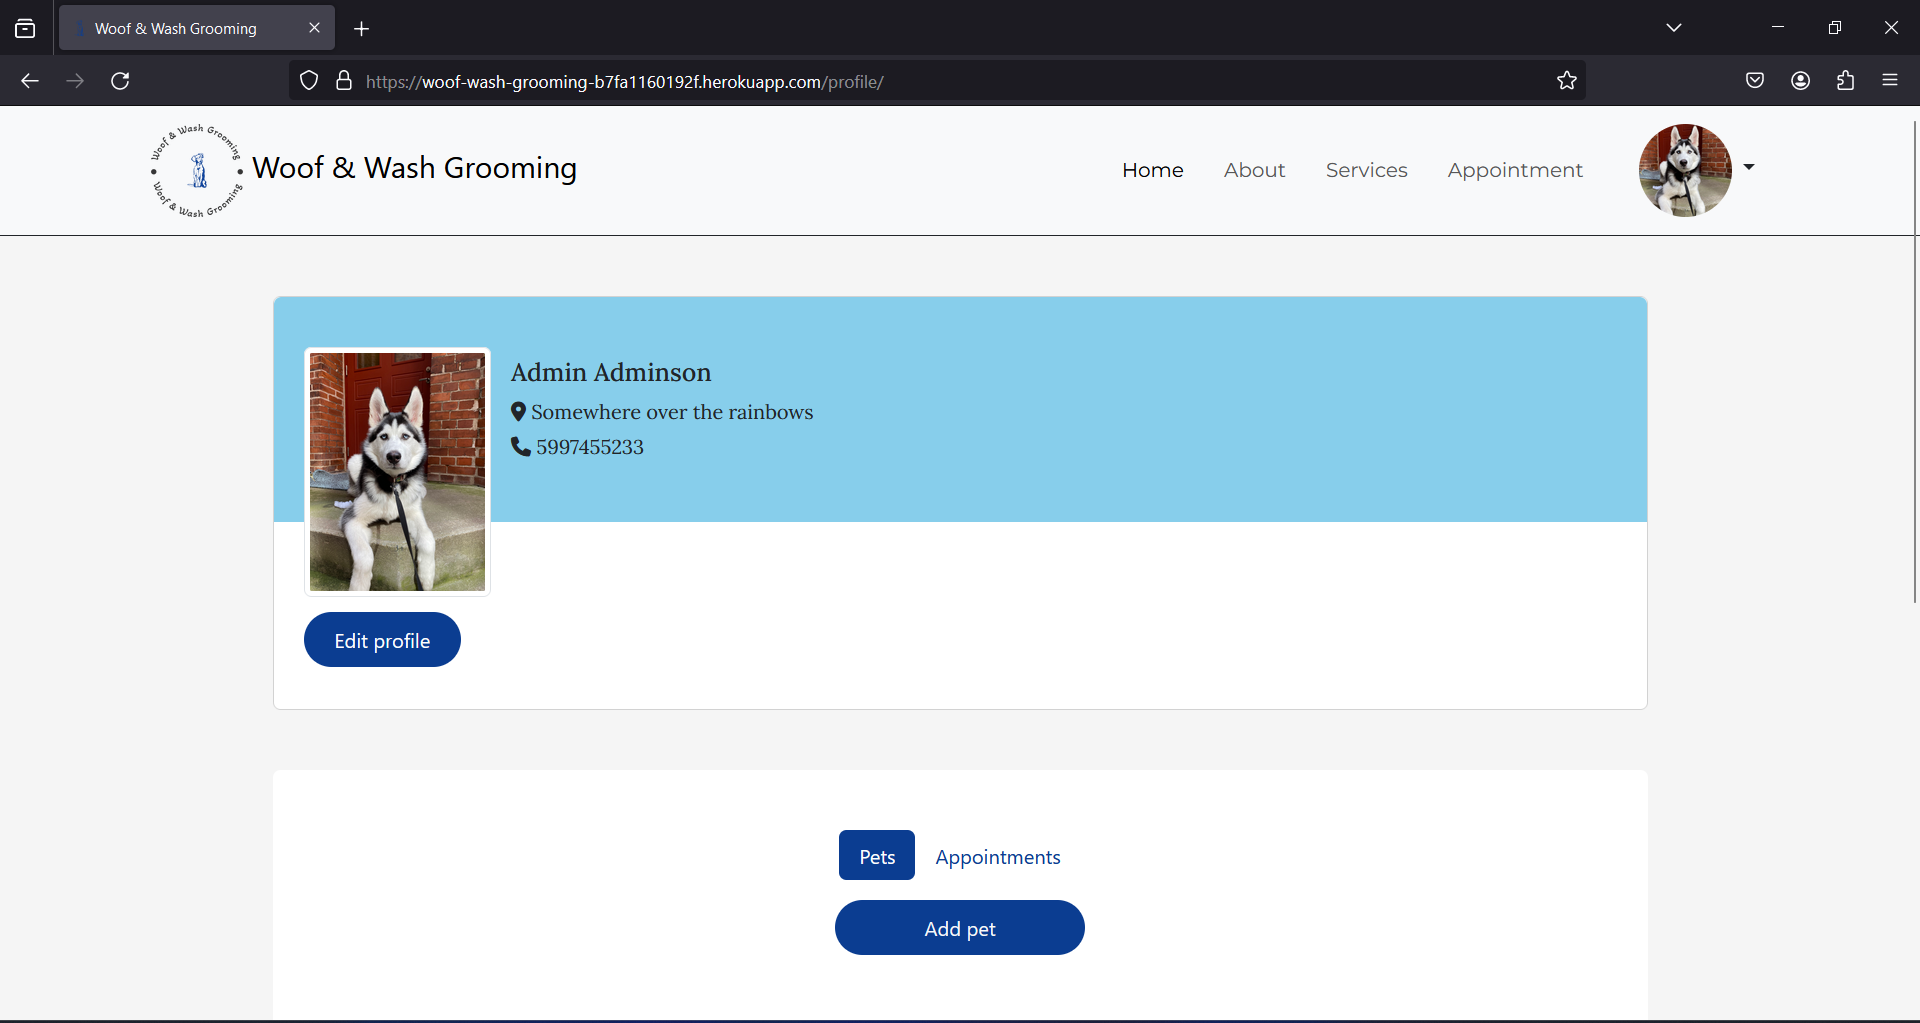 Woof & Wash Grooming
https://woof-wash-grooming-b7fa1160192f.herokuapp.com/profile/
Woof & Wash Grooming
Woof & Wash Grooming
Woof & Wash Grooming
Home
About
Services
Appointment
Admin Adminson
Somewhere over the rainbows
5997455233
Edit profile
Pets
Appointments
Add pet